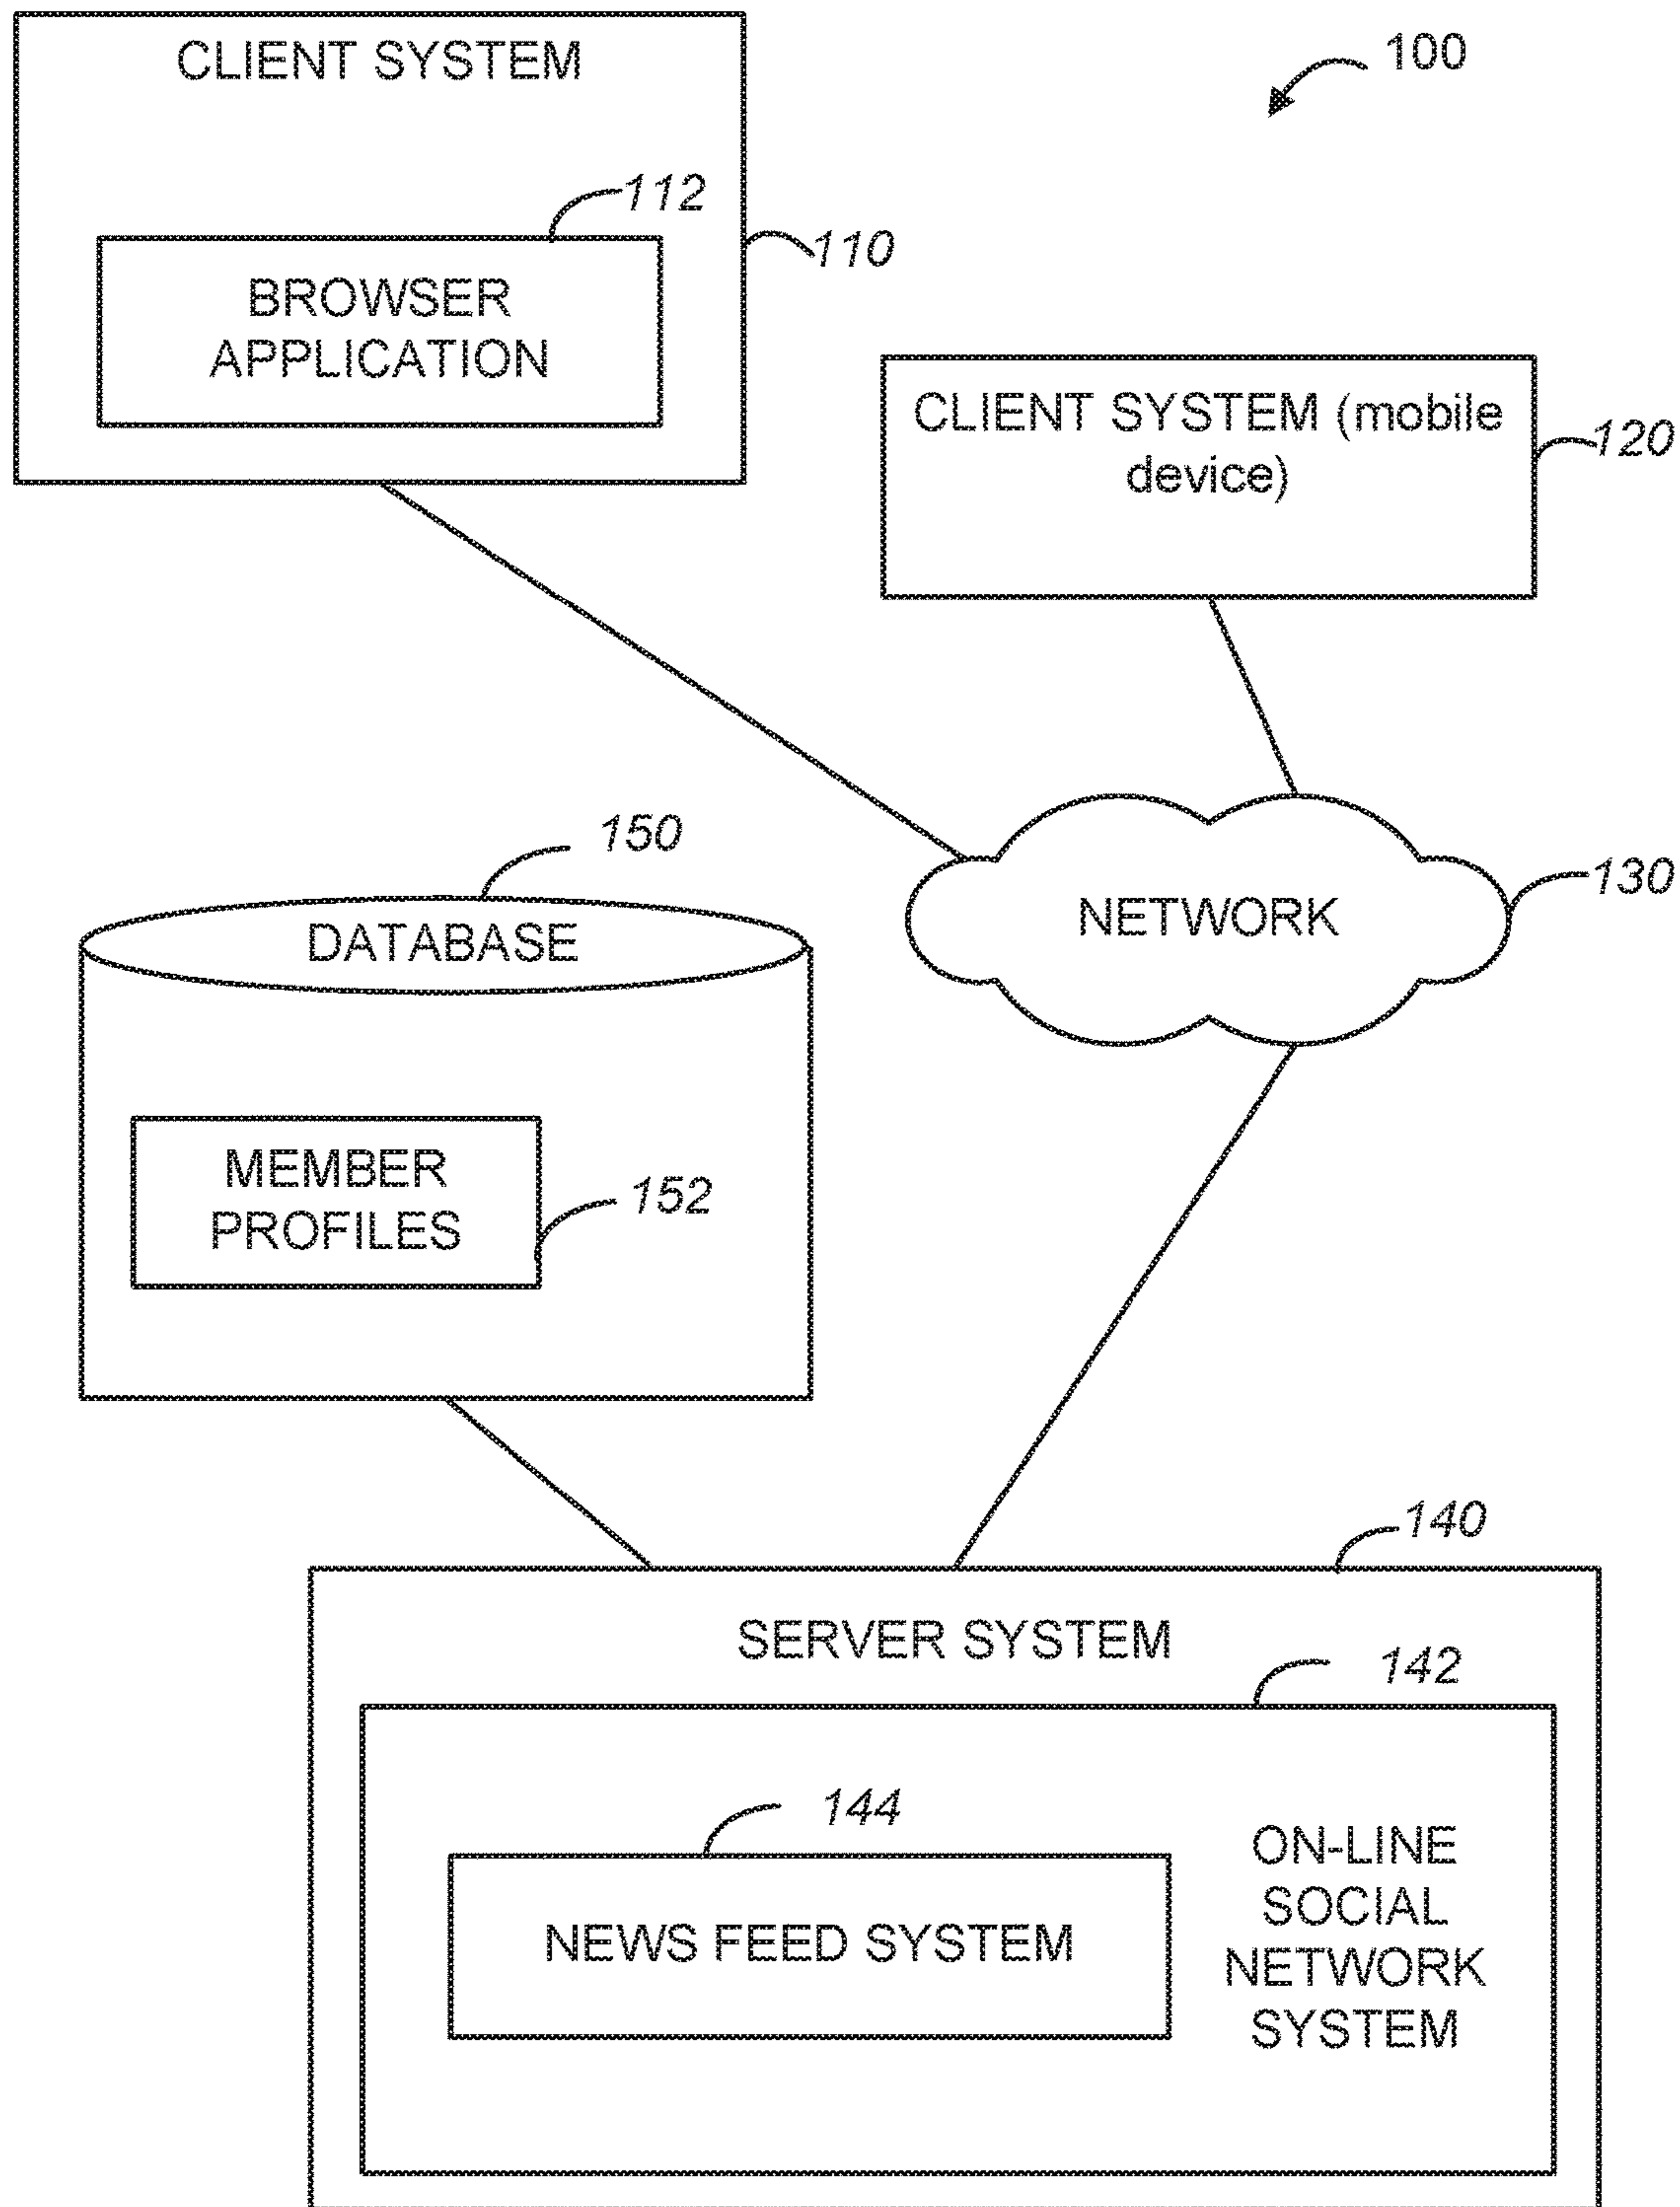 CLIENT SYSTEM
100
112
110
BROWSER
APPLICATION
CLIENT SYSTEM (mobile
device)
120
150
130
DATABASE
NETWORK
MEMBER
PROFILES
152
140
SERVER SYSTEM
142
144
ON-LINE
SOCIAL
NETWORK
SYSTEM
NEWS FEED SYSTEM